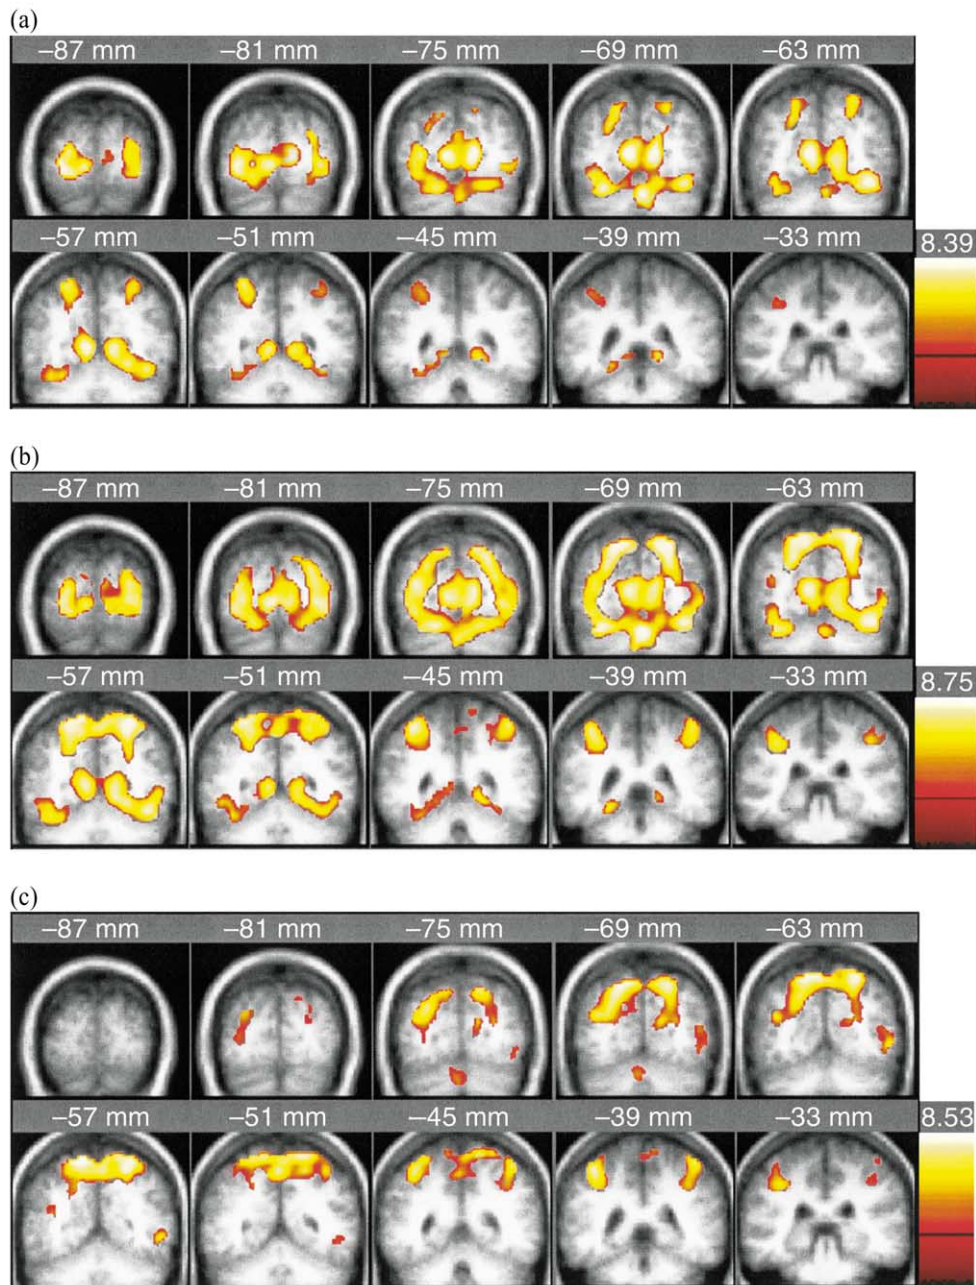 (a)
–87 mm –81 mm –75 mm –69 mm –63 mm
–57 mm –51 mm –45 mm –39 mm –33 mm 8.39
(b)
–87 mm –81 mm –75 mm –69 mm –63 mm
–57 mm –51 mm –45 mm –39 mm –33 mm 8.75
(c)
–87 mm –81 mm –75 mm –69 mm –63 mm
–57 mm –51 mm –45 mm –39 mm –33 mm 8.53